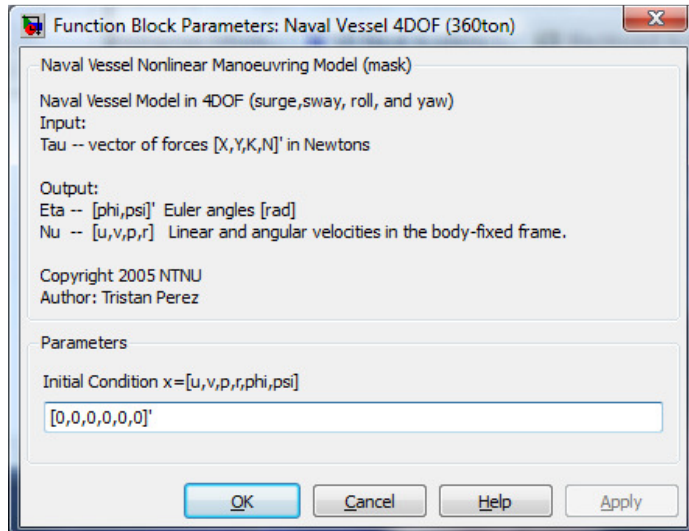 Function Block Parameters: Naval Vessel 4DOF (360ton)
Naval Vessel Nonlinear Manoeuvring Model (mask)
Naval Vessel Model in 4DOF (surge,sway, roll, and yaw)
Input:
Tau -- vector of forces [X,Y,K,N]' in Newtons
Output:
Eta -- [phi,psi]' Euler angles [rad]
Nu -- [u,v,p,r] Linear and angular velocities in the body-fixed frame.
Copyright 2005 NTNU
Author: Tristan Perez
Parameters
Initial Condition x=[u,v,p,r,phi,psi]
[0,0,0,0,0,0]'
OK Cancel Help Apply